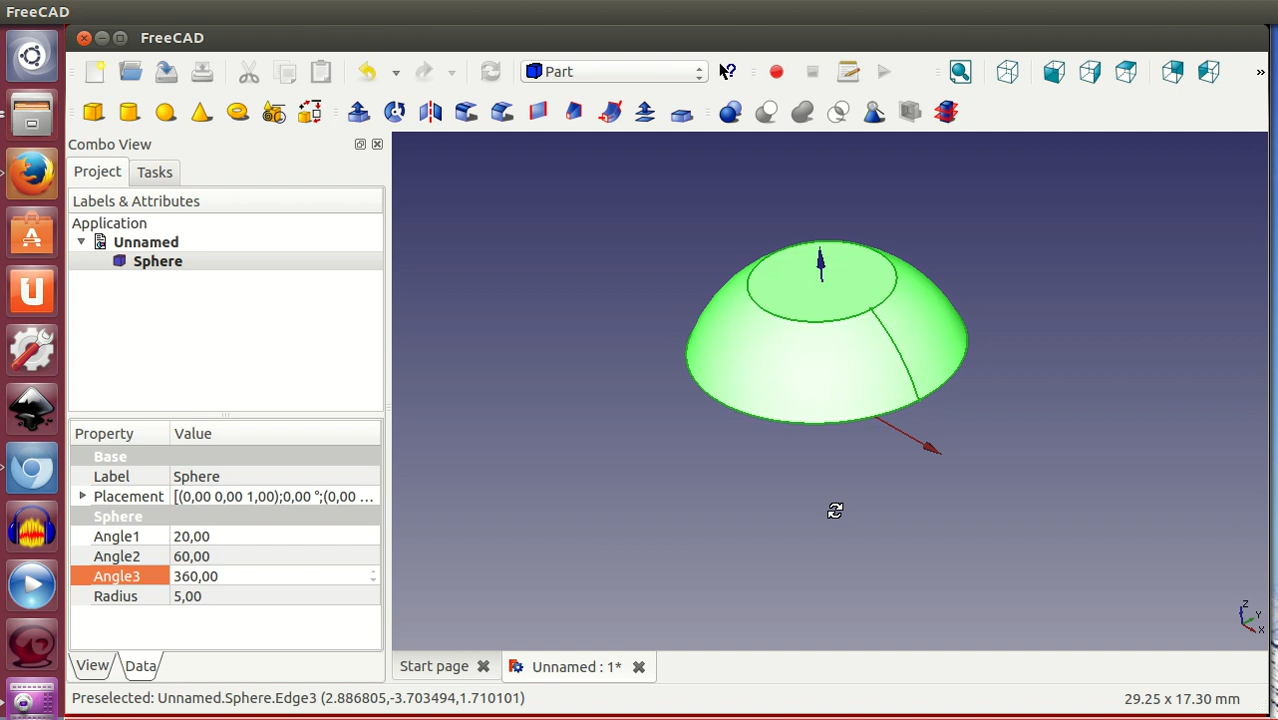 FreeCAD
FreeCAD
Part
»
Combo View
Project
Tasks
Labels & Attributes
Application
Unnamed
Sphere
Property Value
Base
Label Sphere
Placement [(0,00 0,00 1,00);0,00 °;(0,00 ...
Sphere
Angle1 20,00
Angle2 60,00
Angle3 360,00
Radius 5,00
View
Data
Start page
Unnamed : 1*
Z
Y
X
Preselected: Unnamed.Sphere.Edge3 (2.886805,-3.703494,1.710101)
29.25 x 17.30 mm